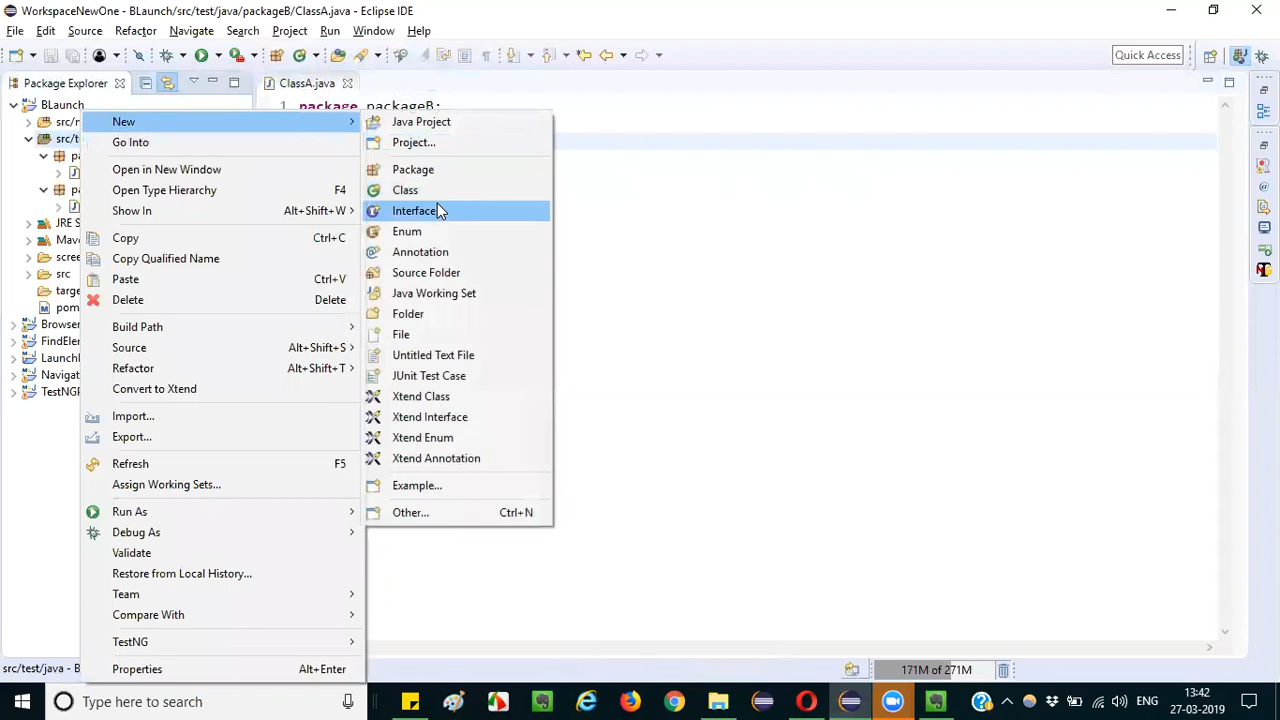 WorkspaceNewOne - BLaunch/src/test/java/packageB/ClassA.java - Eclipse IDE
File Edit Source Refactor Navigate Search Project Run Window Help
Quick Access
Package Explorer
ClassA.java
BLaunch
1 package packageB;
src/
src/t
pa
pa
JRE S
Mav
scre
src
targe
pom
Browser
FindEle
Launch
Navigat
TestNG
New
Go Into
Open in New Window
Open Type Hierarchy F4
Show In Alt+Shift+W
Copy Ctrl+C
Copy Qualified Name
Paste Ctrl+V
Delete Delete
Build Path
Source Alt+Shift+S
Refactor Alt+Shift+T
Convert to Xtend
Import...
Export...
Refresh F5
Assign Working Sets...
Run As
Debug As
Validate
Restore from Local History...
Team
Compare With
TestNG
Properties Alt+Enter
Java Project
Project...
Package
Class
Interface
Enum
Annotation
Source Folder
Java Working Set
Folder
File
Untitled Text File
JUnit Test Case
Xtend Class
Xtend Interface
Xtend Enum
Xtend Annotation
Example...
Other... Ctrl+N
src/test/java - B
171M of 271M
Type here to search
ENG
13:42
27-03-2019